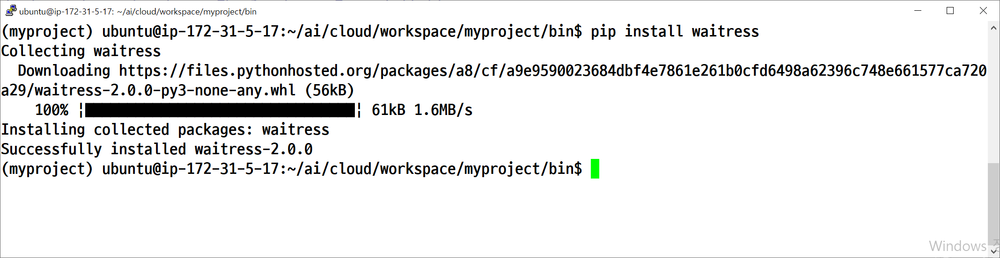 ubuntu@ip-172-31-5-17: ~/ai/cloud/workspace/myproject/bin
(myproject) ubuntu@ip-172-31-5-17:~/ai/cloud/workspace/myproject/bin$ pip install waitress
Collecting waitress
  Downloading https://files.pythonhosted.org/packages/a8/cf/a9e9590023684dbf4e7861e261b0cfd6498a62396c748e661577ca720
a29/waitress-2.0.0-py3-none-any.whl (56kB)
    100% |████████████████████████████████| 61kB 1.6MB/s
Installing collected packages: waitress
Successfully installed waitress-2.0.0
(myproject) ubuntu@ip-172-31-5-17:~/ai/cloud/workspace/myproject/bin$
Windows